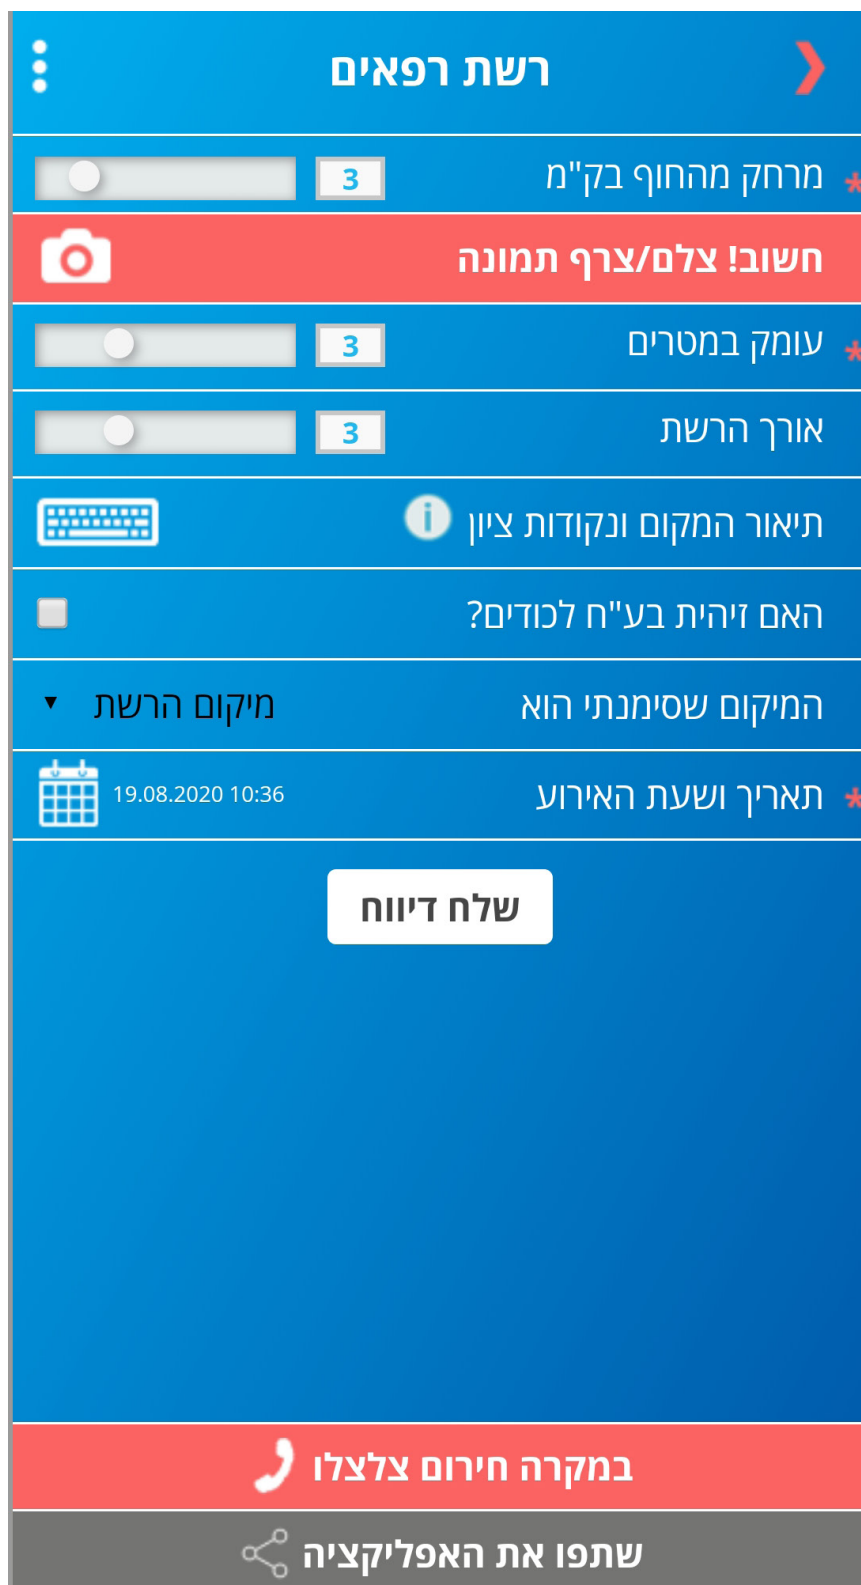 רשת רפאים
* מרחק מהחוף בק"מ 3
חשוב! צלם/צרף תמונה
* עומק במטרים 3
אורך הרשת 3
תיאור המקום ונקודות ציון i
האם זיהית בע"ח לכודים?
המיקום שסימנתי הוא מיקום הרשת
* תאריך ושעת האירוע 19.08.2020 10:36
שלח דיווח
במקרה חירום צלצלו
שתפו את האפליקציה